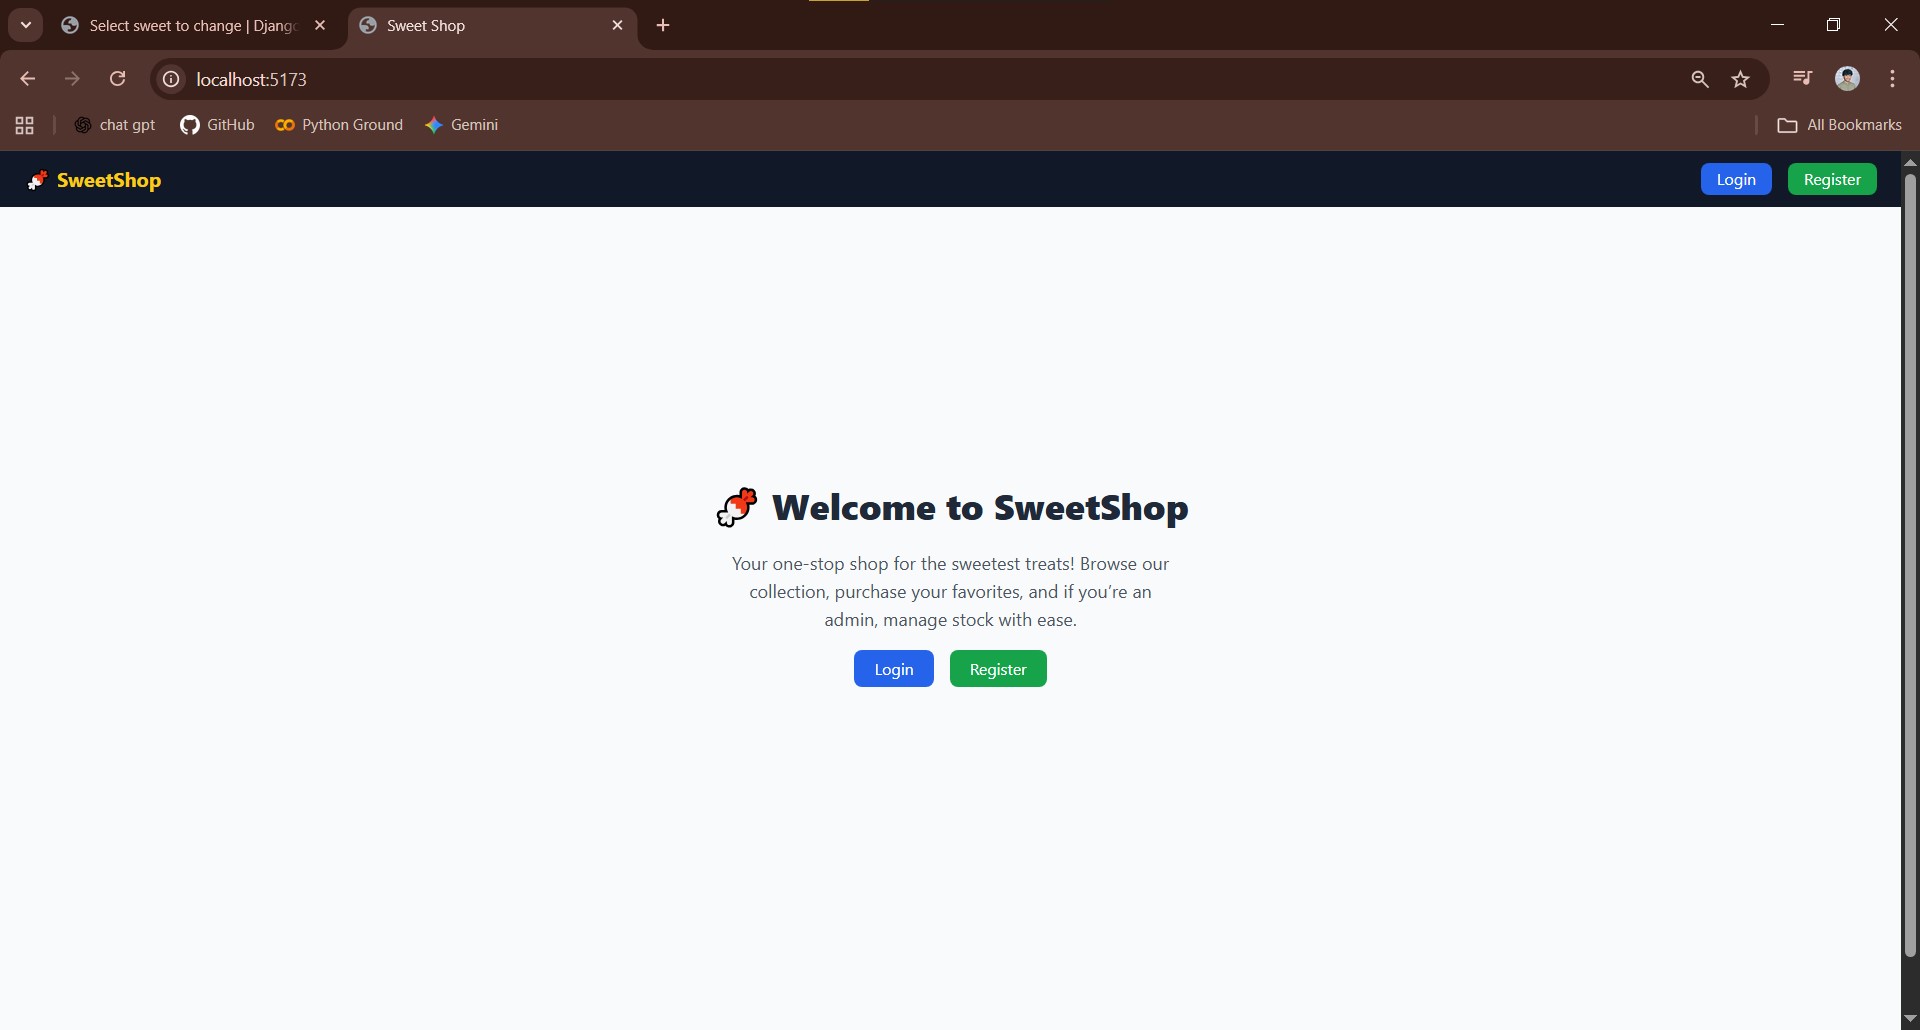 Select sweet to change | Django
Sweet Shop
localhost:5173
chat gpt
GitHub
Python Ground
Gemini
All Bookmarks
SweetShop
Login
Register
Welcome to SweetShop
Your one-stop shop for the sweetest treats! Browse our
collection, purchase your favorites, and if you’re an
admin, manage stock with ease.
Login
Register